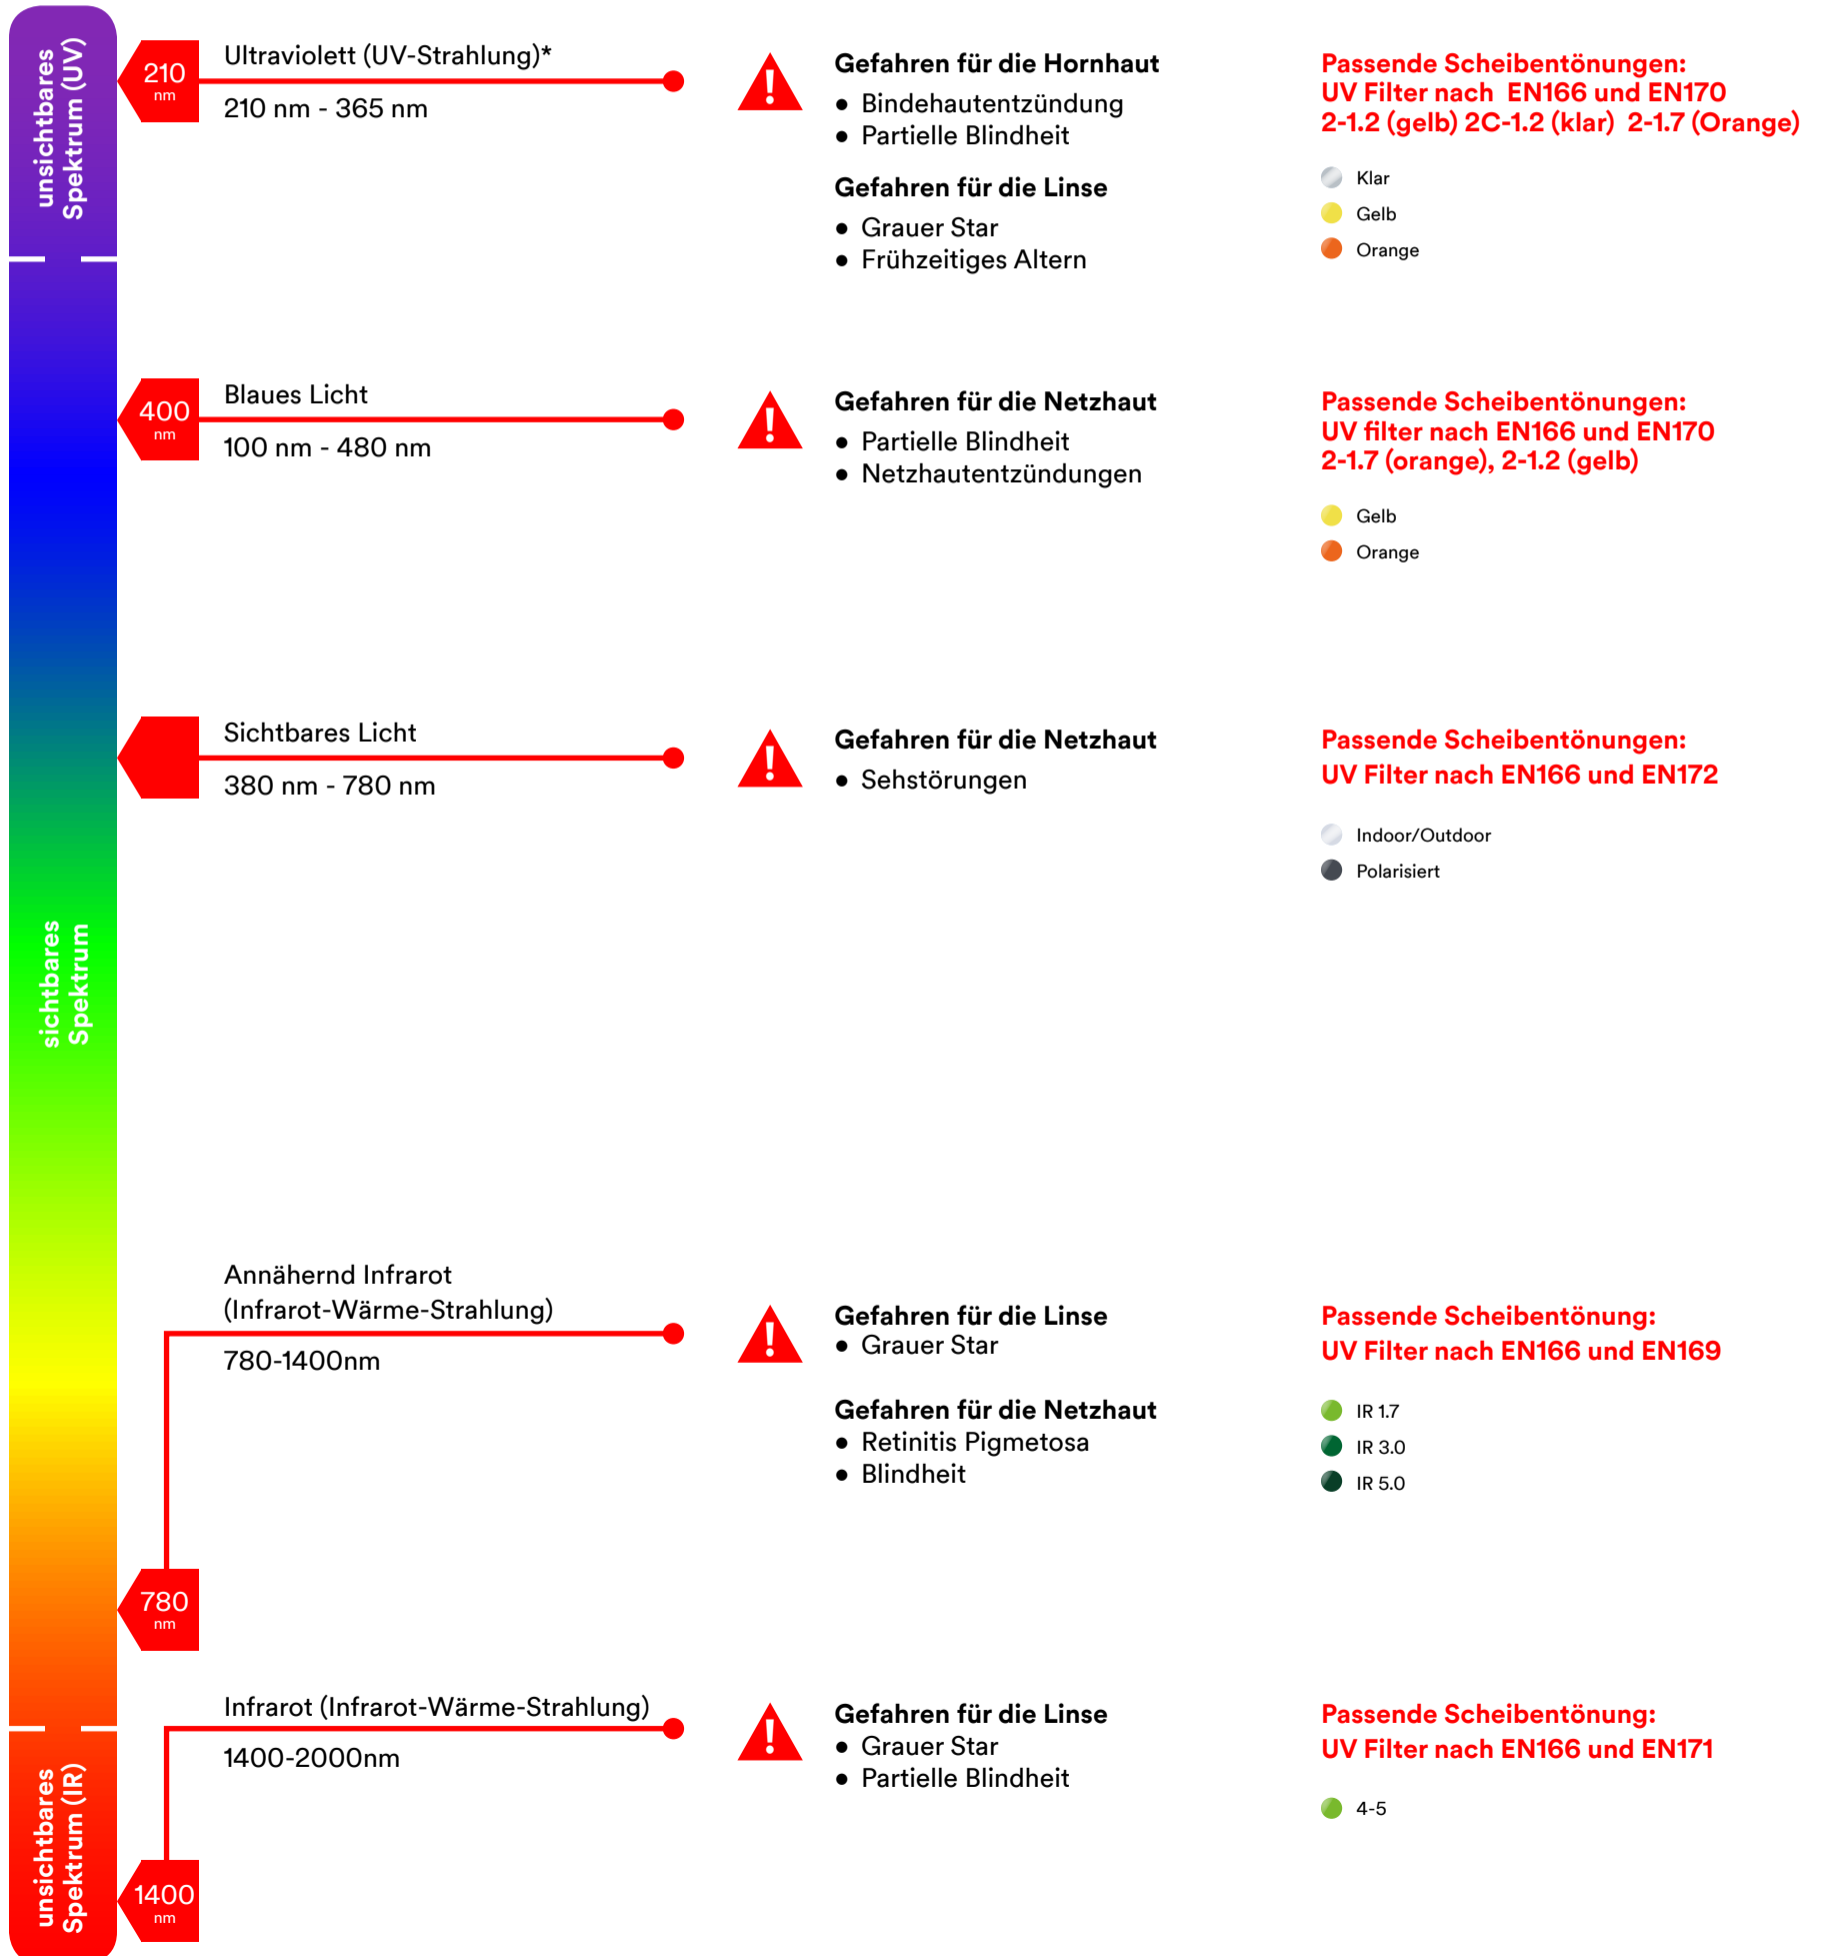 unsichtbares
Spektrum (UV)
210
nm
Ultraviolett (UV-Strahlung)*
210 nm - 365 nm
Gefahren für die Hornhaut
● Bindehautentzündung
● Partielle Blindheit
Gefahren für die Linse
● Grauer Star
● Frühzeitiges Altern
Passende Scheibentönungen:
UV Filter nach EN166 und EN170
2-1.2 (gelb) 2C-1.2 (klar) 2-1.7 (Orange)
Klar
Gelb
Orange
400
nm
Blaues Licht
100 nm - 480 nm
Gefahren für die Netzhaut
● Partielle Blindheit
● Netzhautentzündungen
Passende Scheibentönungen:
UV filter nach EN166 und EN170
2-1.7 (orange), 2-1.2 (gelb)
Gelb
Orange
Sichtbares Licht
380 nm - 780 nm
Gefahren für die Netzhaut
● Sehstörungen
Passende Scheibentönungen:
UV Filter nach EN166 und EN172
Indoor/Outdoor
Polarisiert
sichtbares
Spektrum
Annähernd Infrarot
(Infrarot-Wärme-Strahlung)
780-1400nm
780
nm
Gefahren für die Linse
● Grauer Star
Gefahren für die Netzhaut
● Retinitis Pigmetosa
● Blindheit
Passende Scheibentönung:
UV Filter nach EN166 und EN169
IR 1.7
IR 3.0
IR 5.0
unsichtbares
Spektrum (IR)
Infrarot (Infrarot-Wärme-Strahlung)
1400-2000nm
1400
nm
Gefahren für die Linse
● Grauer Star
● Partielle Blindheit
Passende Scheibentönung:
UV Filter nach EN166 und EN171
4-5